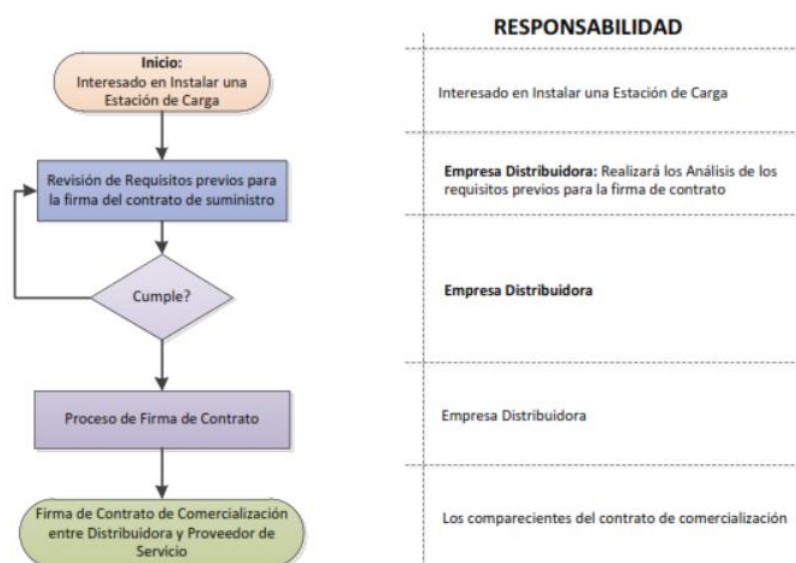 RESPONSABILIDAD
Inicio:
Interesado en Instalar una
Estación de Carga
Interesado en Instalar una Estación de Carga
Revisión de Requisitos previos para
la firma del contrato de suministro
Empresa Distribuidora: Realizará los Análisis de los
requisitos previos para la firma de contrato
Cumple?
Empresa Distribuidora
Proceso de Firma de Contrato
Empresa Distribuidora
Firma de Contrato de Comercialización
entre Distribuidora y Proveedor de
Servicio
Los comparecientes del contrato de comercialización